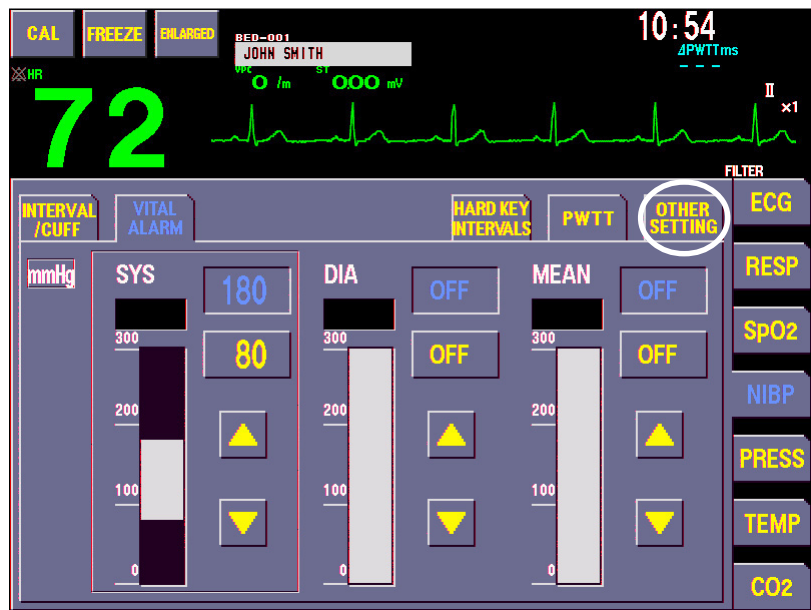 CAL
FREEZE
ENLARGED
BED-001
JOHN SMITH
10:54
ΔPWTT ms
– – –
HR
72
VPC
0 /m
ST
0.00 mV
II
×1
FILTER
INTERVAL
/CUFF
VITAL
ALARM
HARD KEY
INTERVALS
PWTT
OTHER
SETTING
mmHg
SYS
180
80
300
200
100
0
DIA
OFF
OFF
300
200
100
0
MEAN
OFF
OFF
300
200
100
0
ECG
RESP
SpO2
NIBP
PRESS
TEMP
CO2